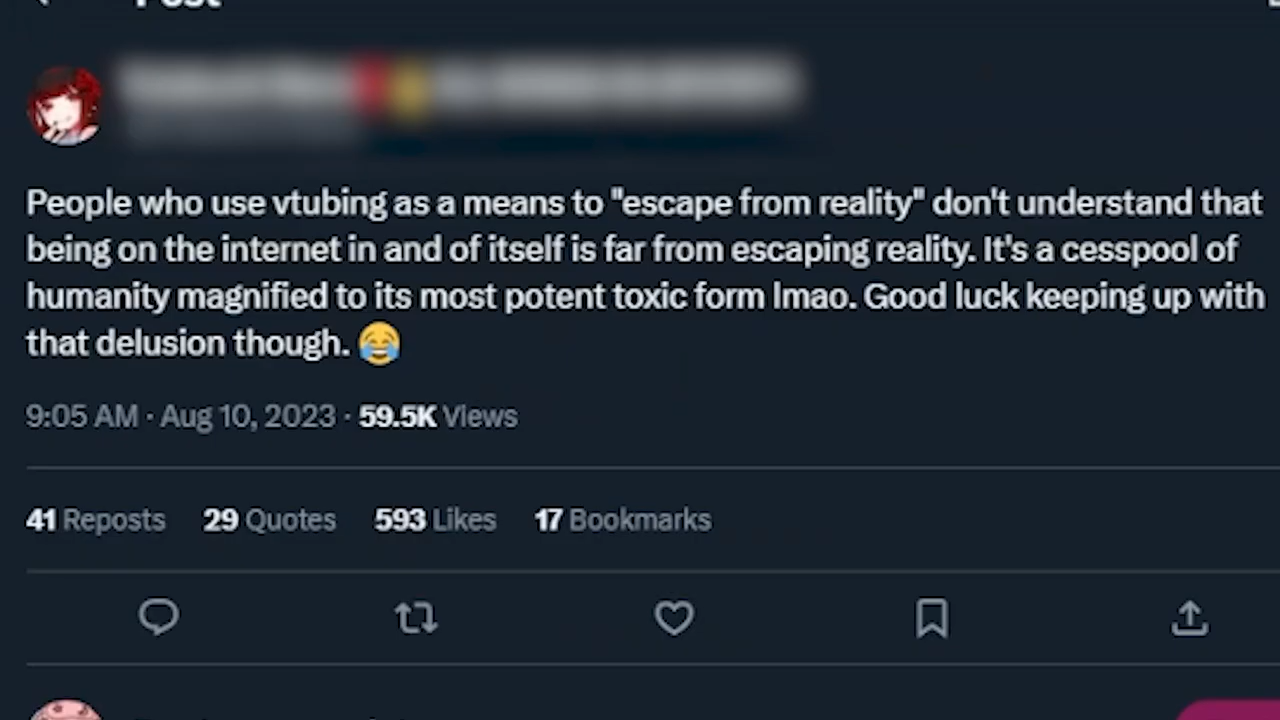 Post
People who use vtubing as a means to "escape from reality" don't understand that
being on the internet in and of itself is far from escaping reality. It's a cesspool of
humanity magnified to its most potent toxic form lmao. Good luck keeping up with
that delusion though. 😂
9:05 AM · Aug 10, 2023 · 59.5K Views
41 Reposts 29 Quotes 593 Likes 17 Bookmarks